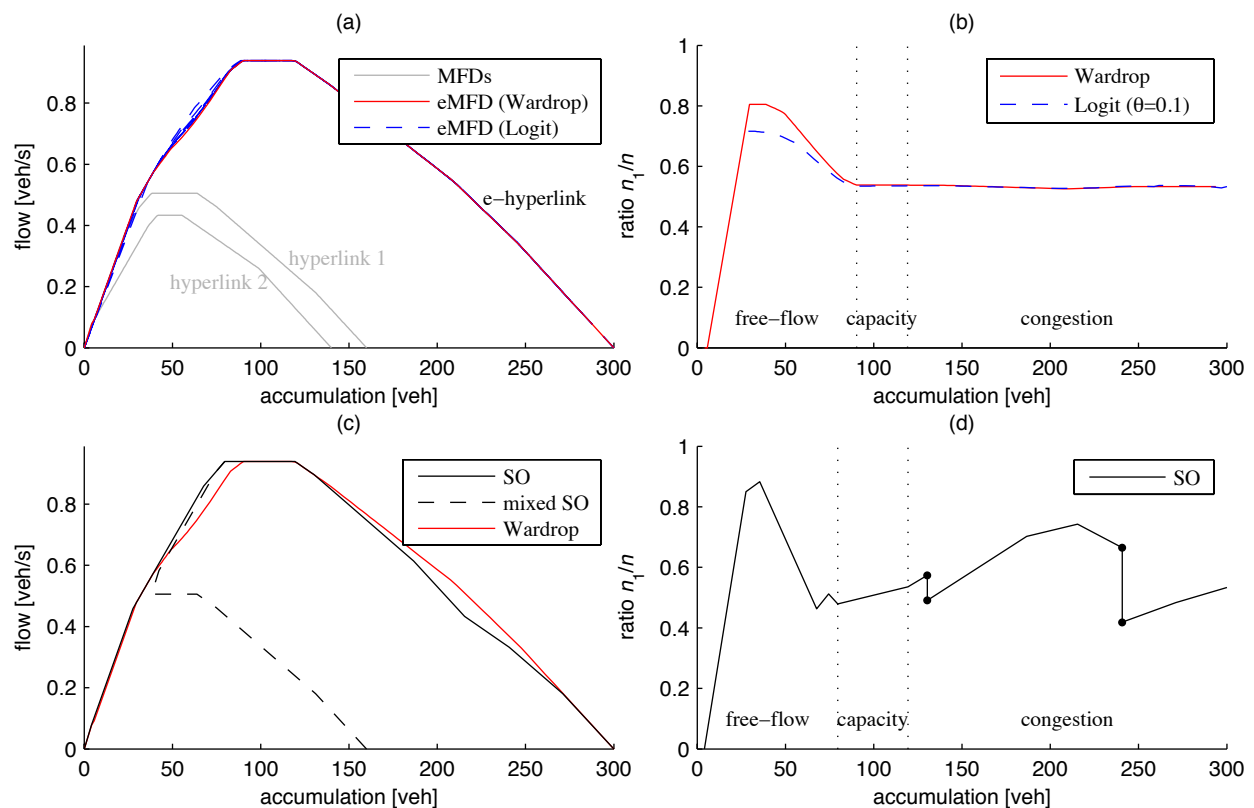 (a)
flow [veh/s]
0.8
0.6
0.4
0.2
0
MFDs
eMFD (Wardrop)
eMFD (Logit)
e−hyperlink
hyperlink 1
hyperlink 2
0 50 100 150 200 250 300
accumulation [veh]
(b)
ratio n1/n
1
0.8
0.6
0.4
0.2
0
Wardrop
Logit (θ=0.1)
free−flow capacity congestion
0 50 100 150 200 250 300
accumulation [veh]
(c)
flow [veh/s]
0.8
0.6
0.4
0.2
0
SO
mixed SO
Wardrop
0 50 100 150 200 250 300
accumulation [veh]
(d)
ratio n1/n
1
0.8
0.6
0.4
0.2
0
SO
free−flow capacity congestion
0 50 100 150 200 250 300
accumulation [veh]